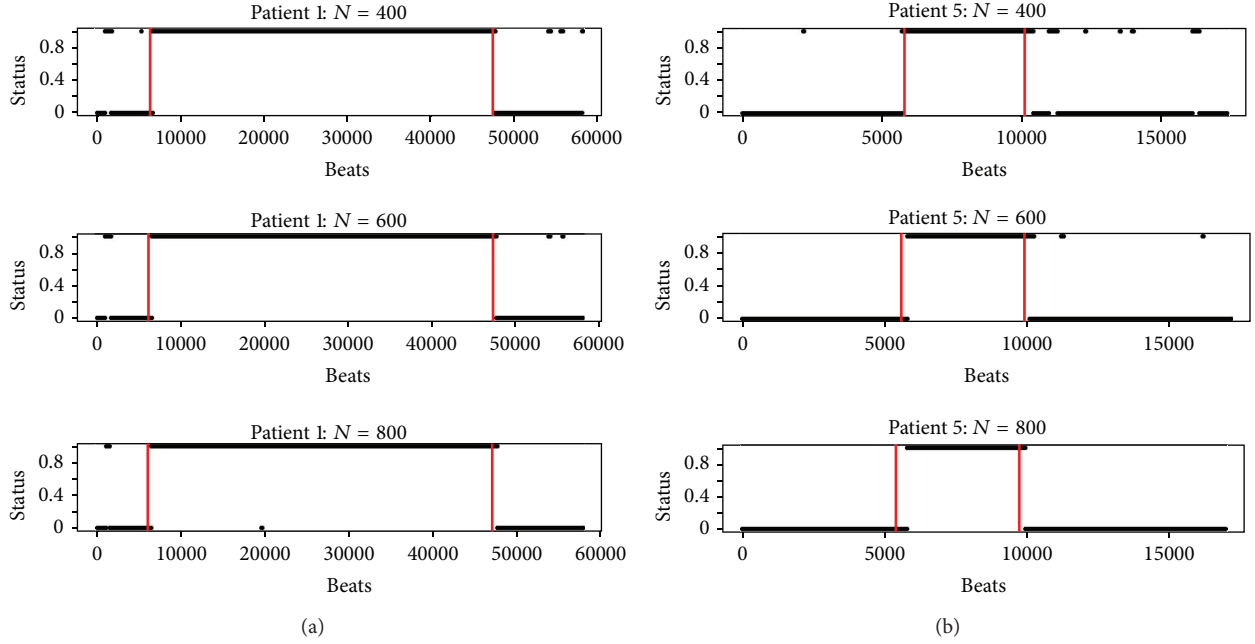 Patient 1: N = 400
Status
0.8
0.4
0
0 10000 20000 30000 40000 50000 60000
Beats
Patient 1: N = 600
Status
0.8
0.4
0
0 10000 20000 30000 40000 50000 60000
Beats
Patient 1: N = 800
Status
0.8
0.4
0
0 10000 20000 30000 40000 50000 60000
Beats
(a)
Patient 5: N = 400
Status
0.8
0.4
0
0 5000 10000 15000
Beats
Patient 5: N = 600
Status
0.8
0.4
0
0 5000 10000 15000
Beats
Patient 5: N = 800
Status
0.8
0.4
0
0 5000 10000 15000
Beats
(b)